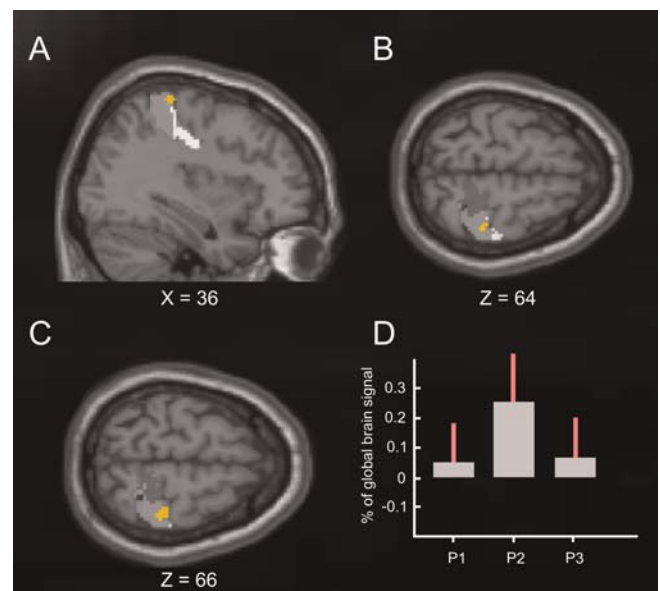 A
B
X = 36
Z = 64
C
D
Z = 66
% of global brain signal
0.3
0.2
0.1
0
-0.1
P1
P2
P3